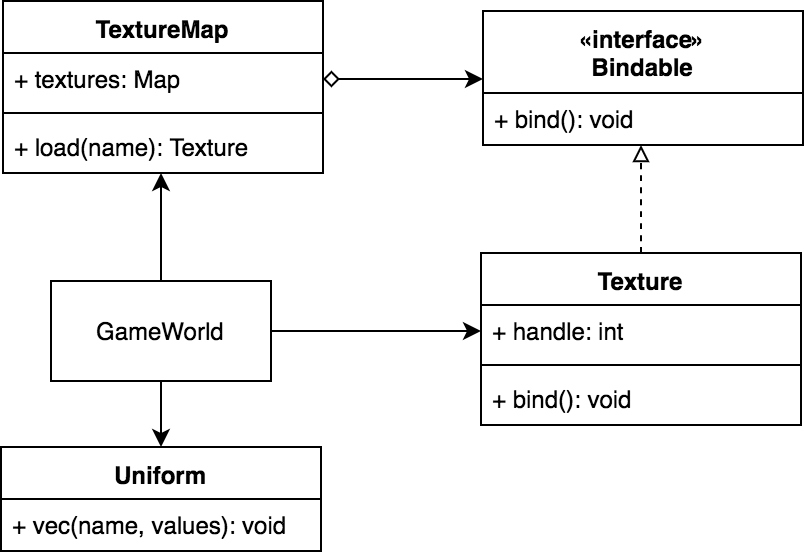 TextureMap
+ textures: Map
+ load(name): Texture
«interface»
Bindable
+ bind(): void
GameWorld
Texture
+ handle: int
+ bind(): void
Uniform
+ vec(name, values): void